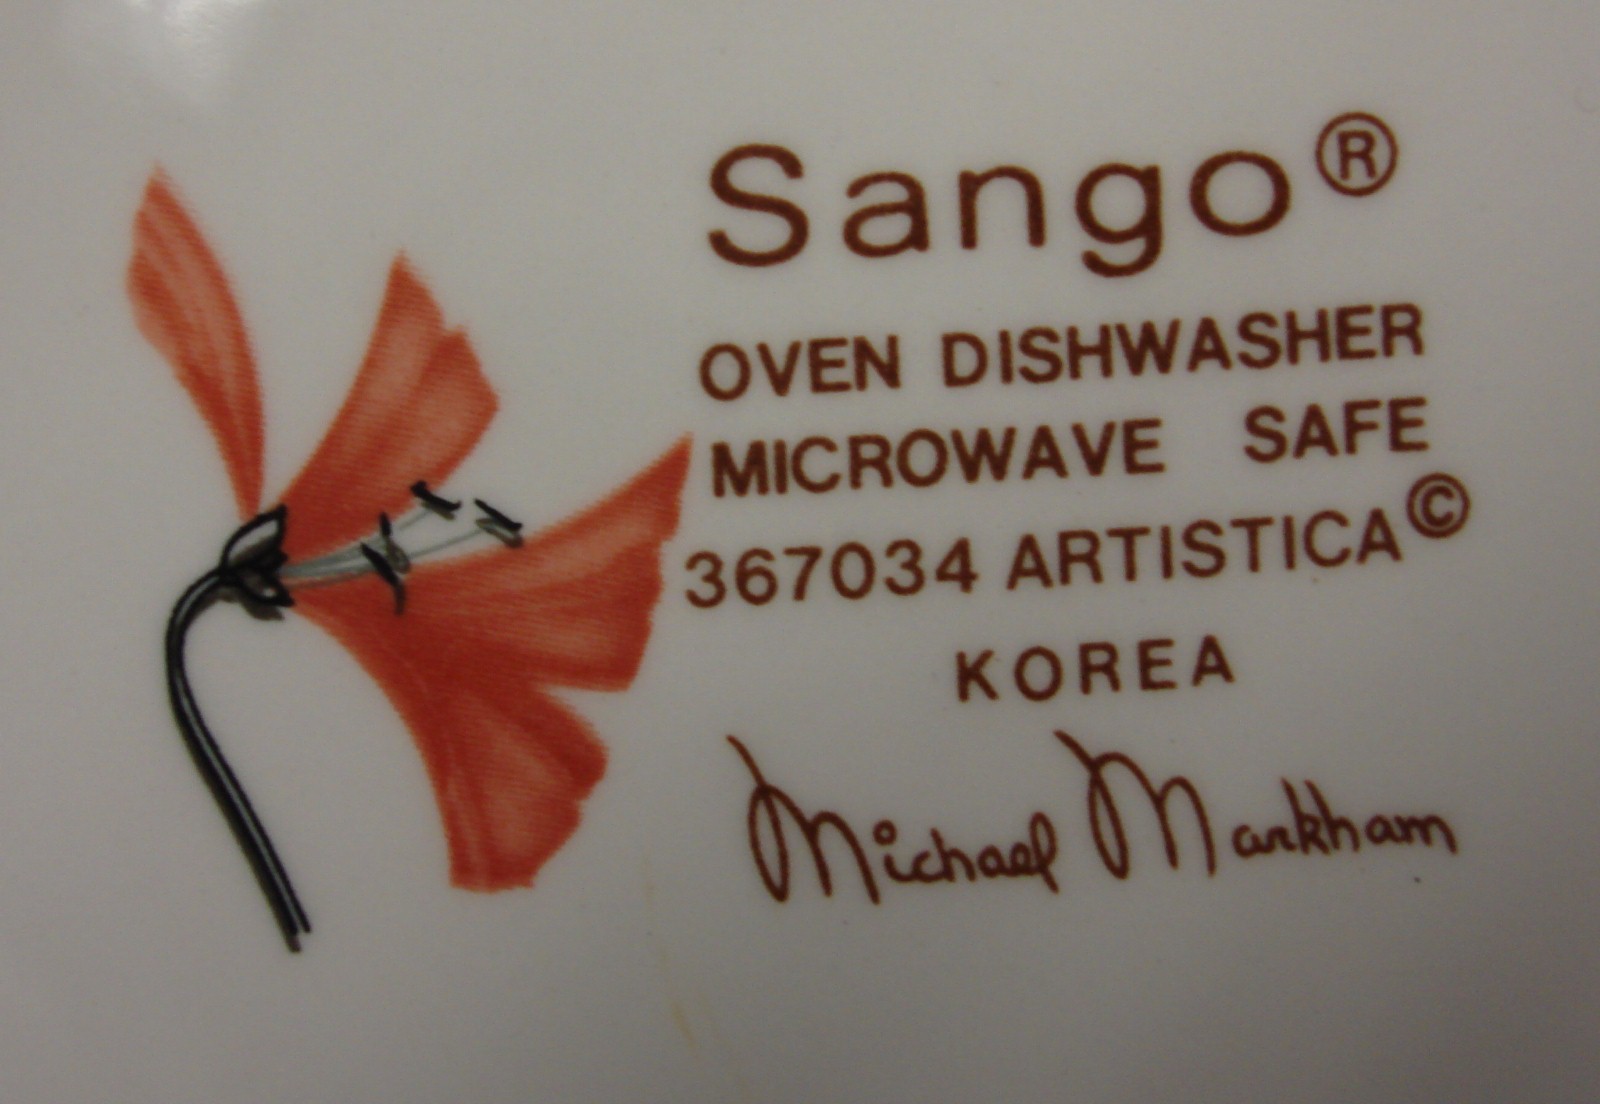 Sango®
OVEN DISHWASHER
MICROWAVE SAFE
367034 ARTISTICA©
KOREA
Michael Markham